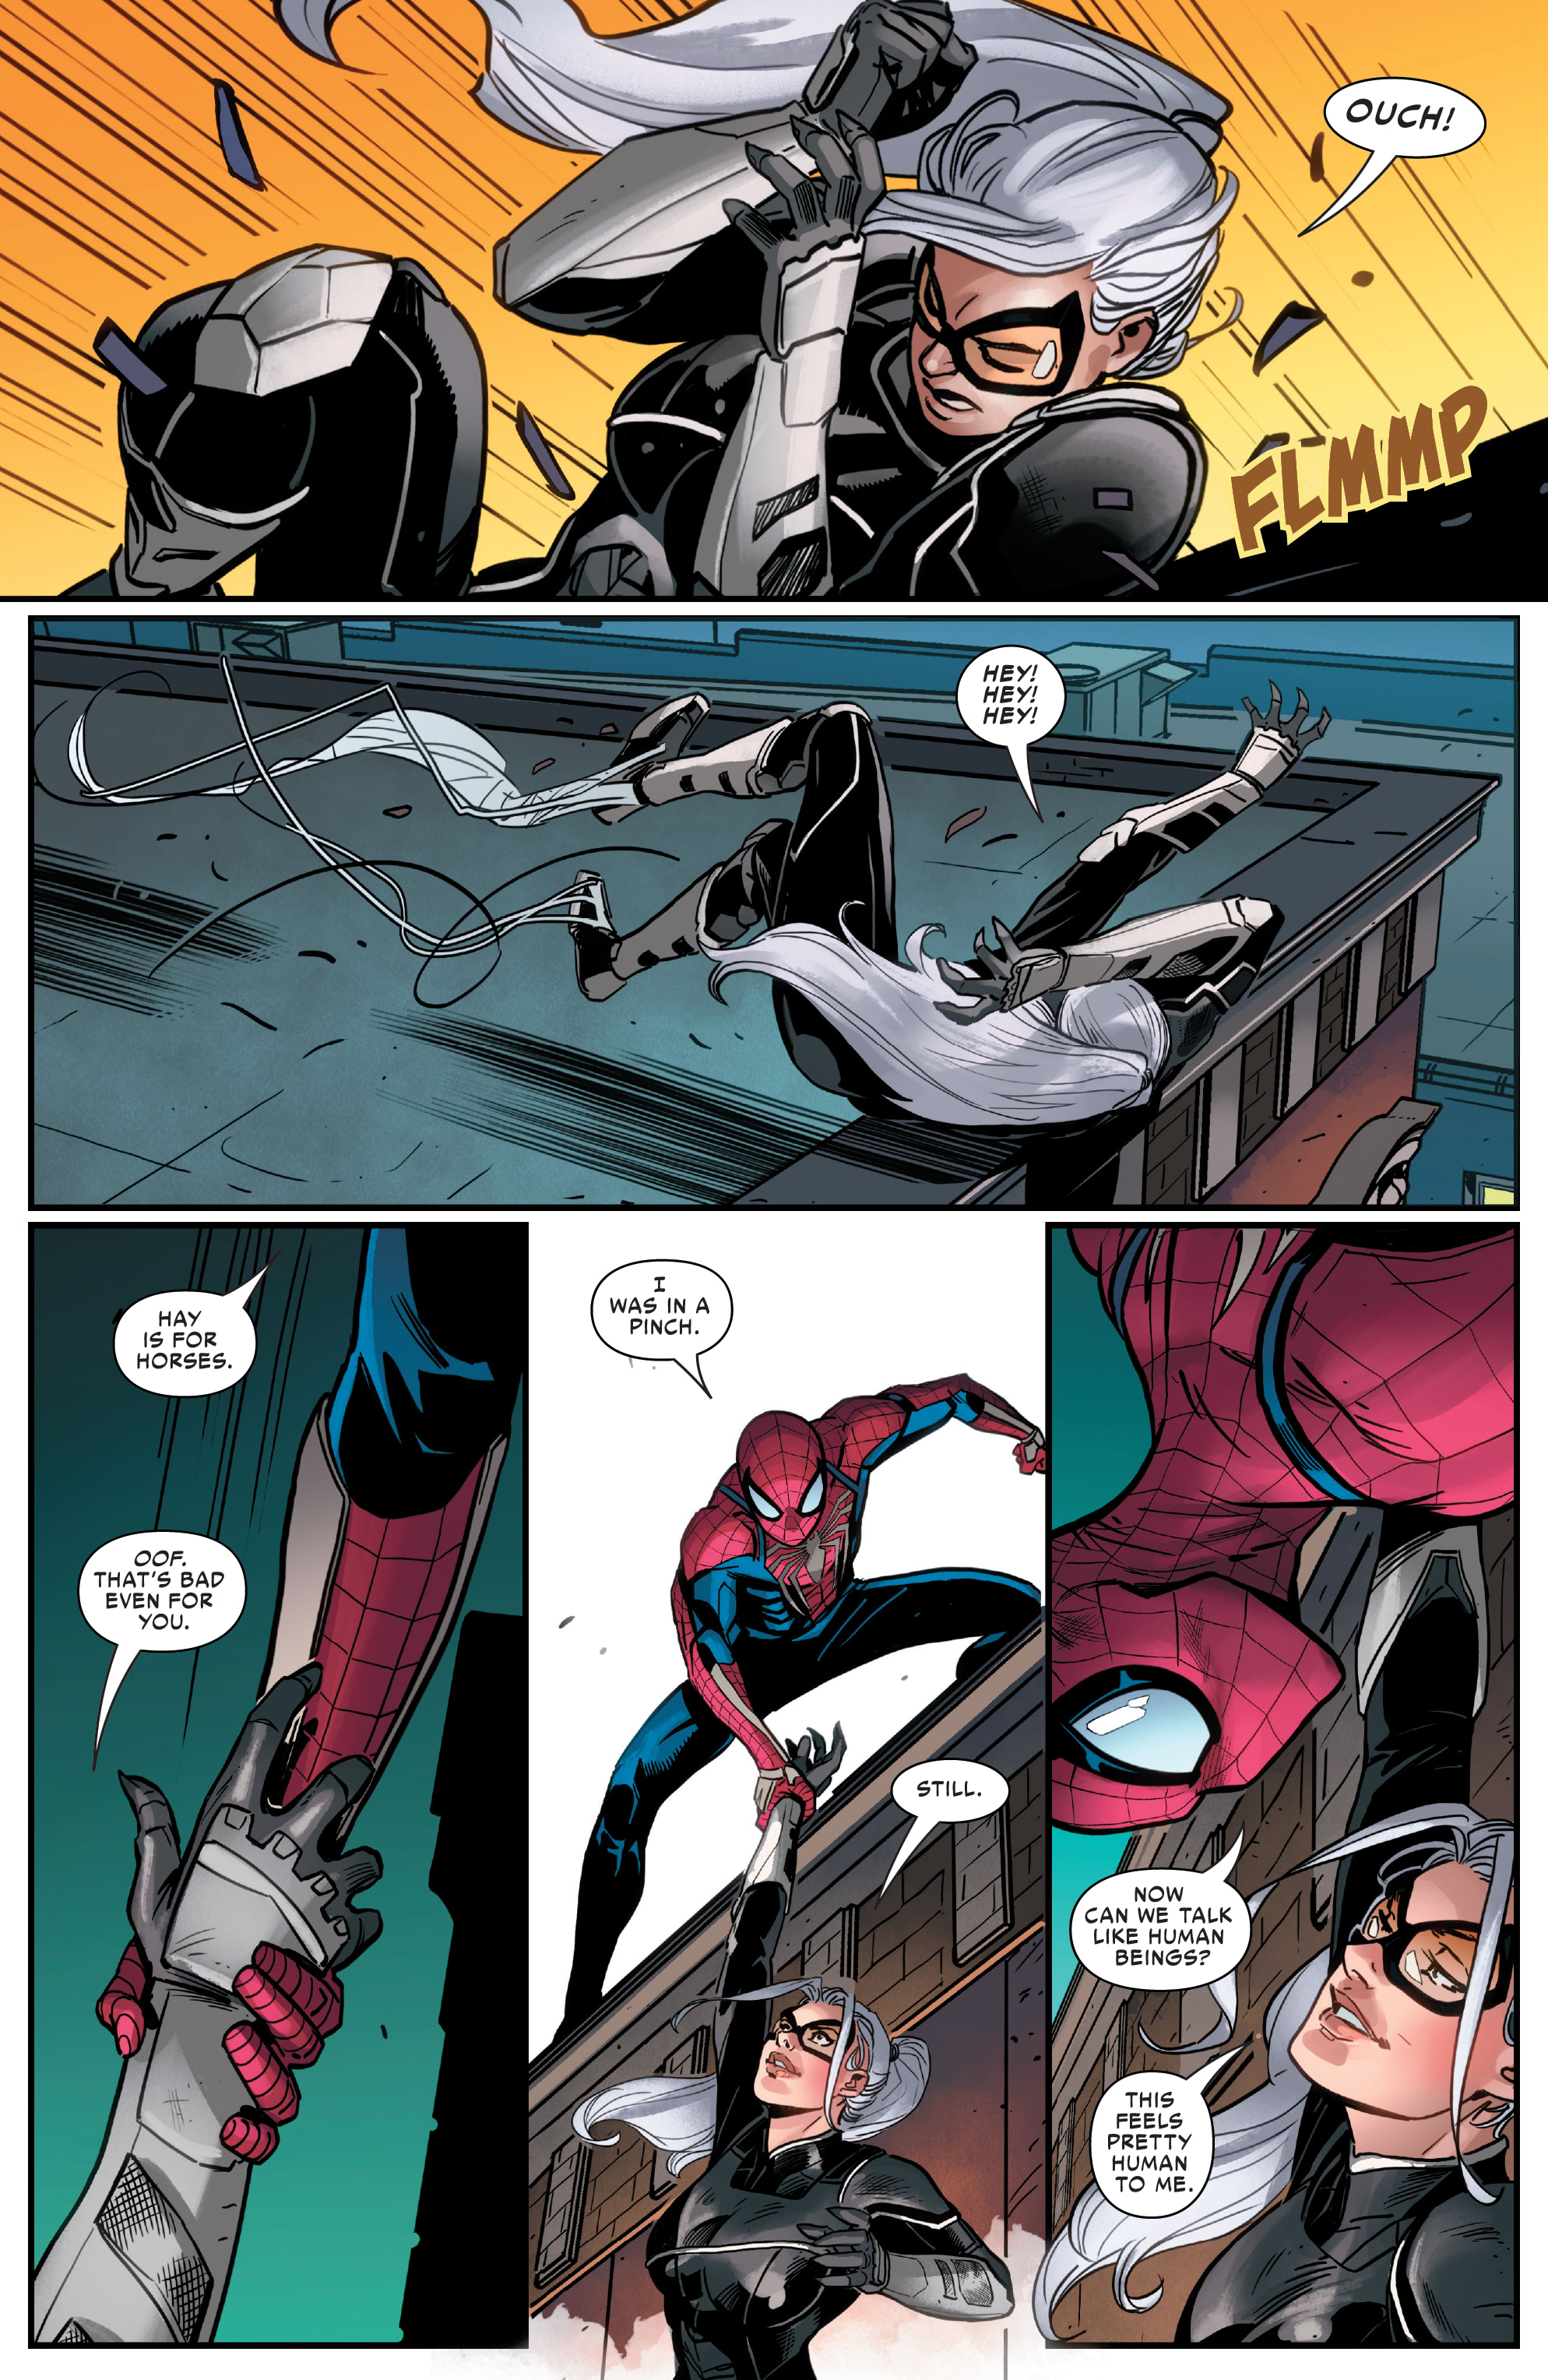 OUCH!
FLMMP
HEY!
HEY!
HEY!
HAY
IS FOR
HORSES.
OOF.
THAT'S BAD
EVEN FOR
YOU.
I
WAS IN A
PINCH.
STILL.
NOW
CAN WE TALK
LIKE HUMAN
BEINGS?
THIS
FEELS
PRETTY
HUMAN
TO ME.